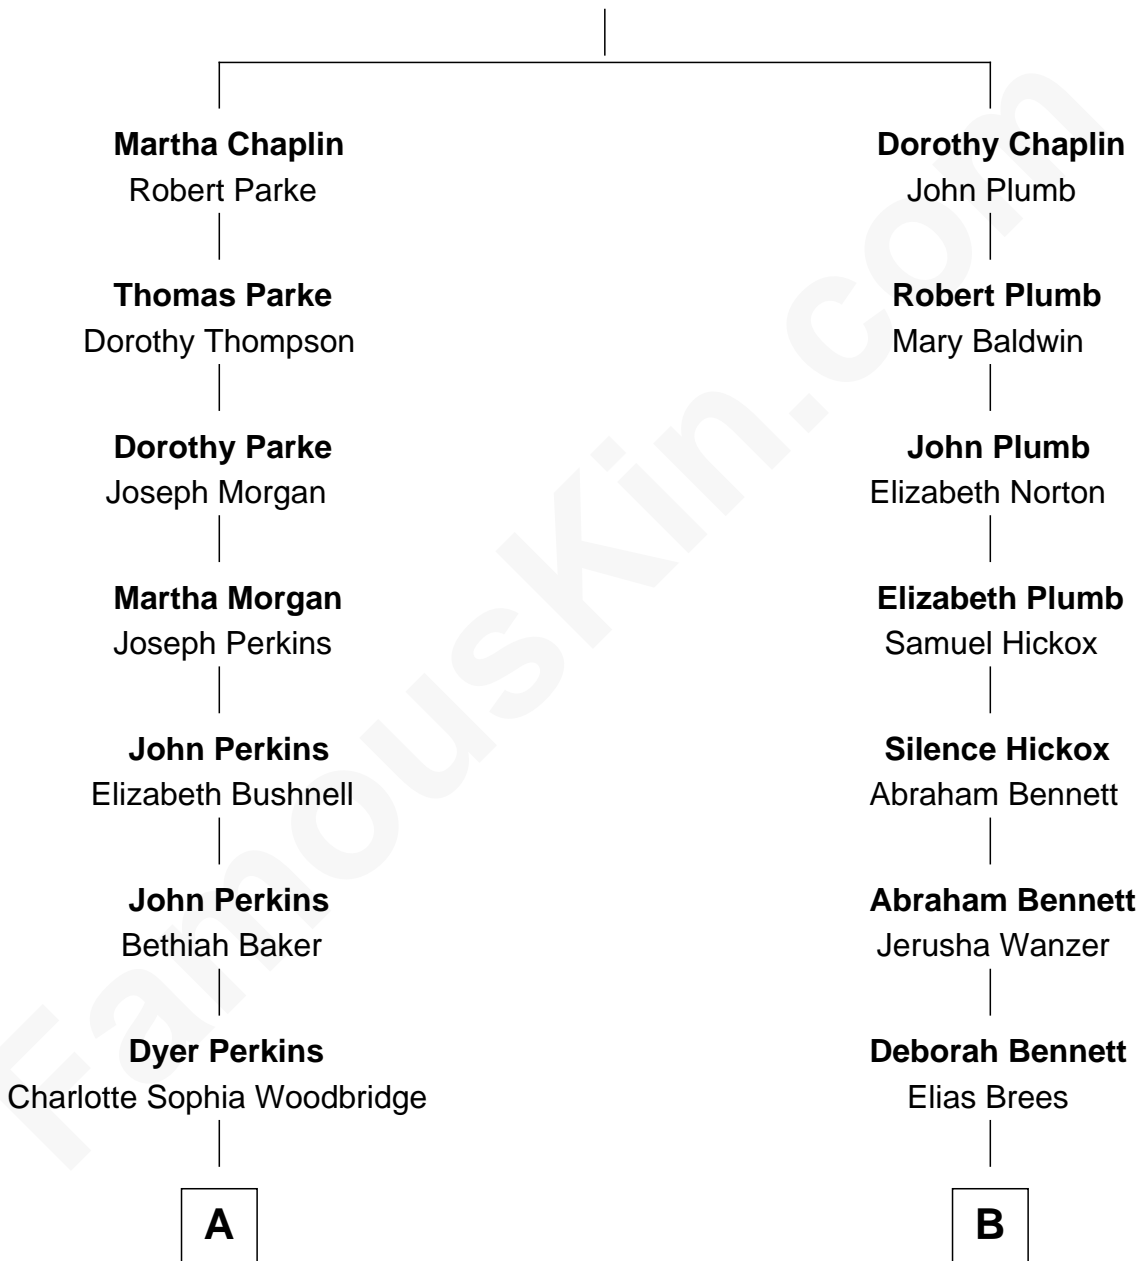 Martha Chaplin
Robert Parke
Thomas Parke
Dorothy Thompson
Dorothy Parke
Joseph Morgan
Martha Morgan
Joseph Perkins
John Perkins
Elizabeth Bushnell
John Perkins
Bethiah Baker
Dyer Perkins
Charlotte Sophia Woodbridge
A
Dorothy Chaplin
John Plumb
Robert Plumb
Mary Baldwin
John Plumb
Elizabeth Norton
Elizabeth Plumb
Samuel Hickox
Silence Hickox
Abraham Bennett
Abraham Bennett
Jerusha Wanzer
Deborah Bennett
Elias Brees
B
FamousKin.com